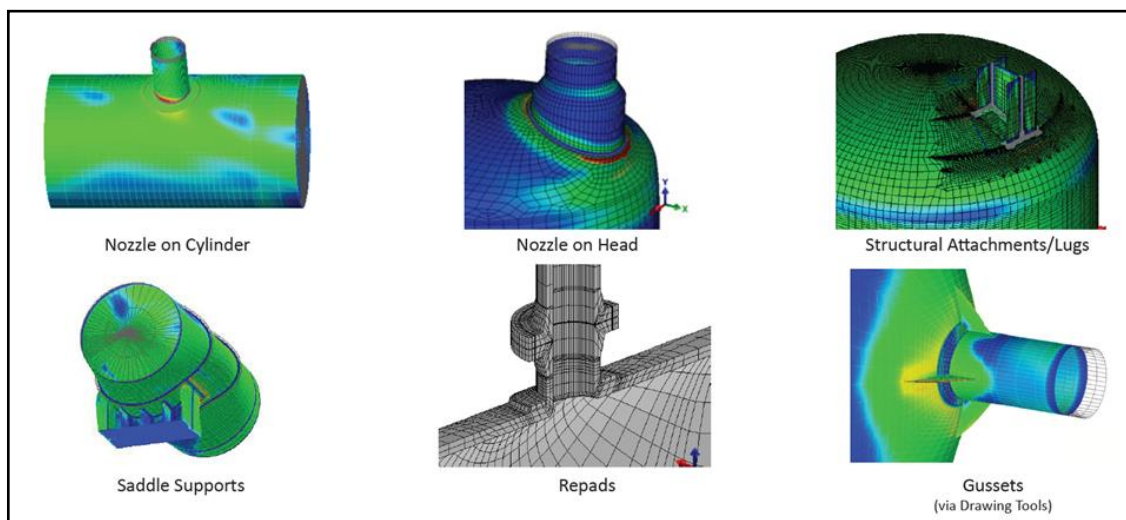 Nozzle on Cylinder
Nozzle on Head
Structural Attachments/Lugs
Y
X
Saddle Supports
Repads
Gussets
(via Drawing Tools)